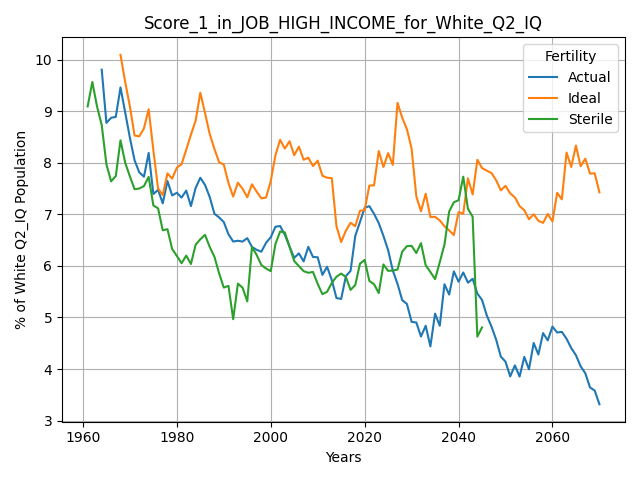 Score_1_in_JOB_HIGH_INCOME_for_White_Q2_IQ
% of White Q2_IQ Population
10
9
8
7
6
5
4
3
Fertility
Actual
Ideal
Sterile
1960 1980 2000 2020 2040 2060
Years